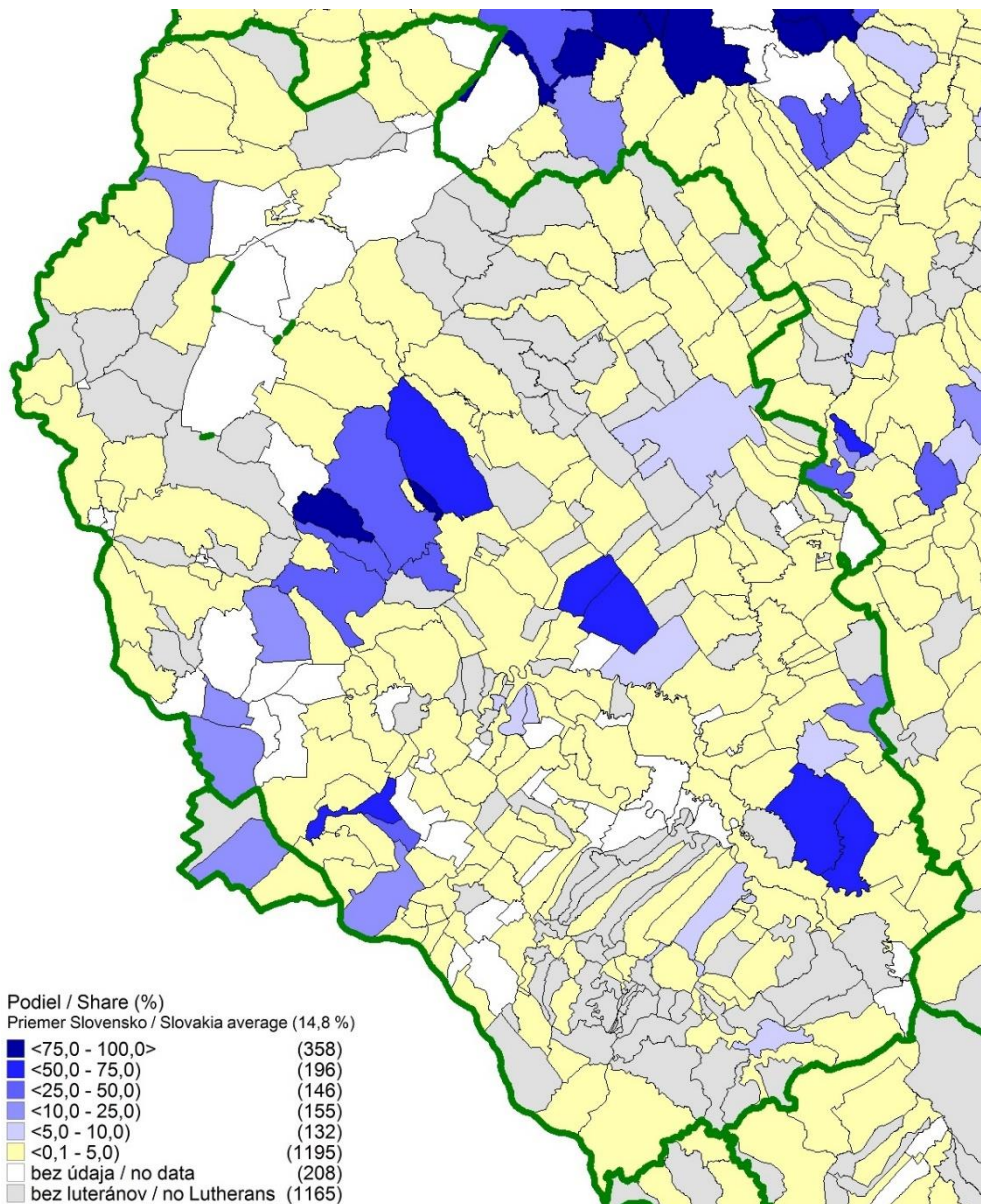 Podiel / Share (%)
Priemer Slovensko / Slovakia average (14,8 %)
<75,0 - 100,0> (358)
<50,0 - 75,0) (196)
<25,0 - 50,0) (146)
<10,0 - 25,0) (155)
<5,0 - 10,0) (132)
<0,1 - 5,0) (1195)
bez údaja / no data (208)
bez luteránov / no Lutherans (1165)